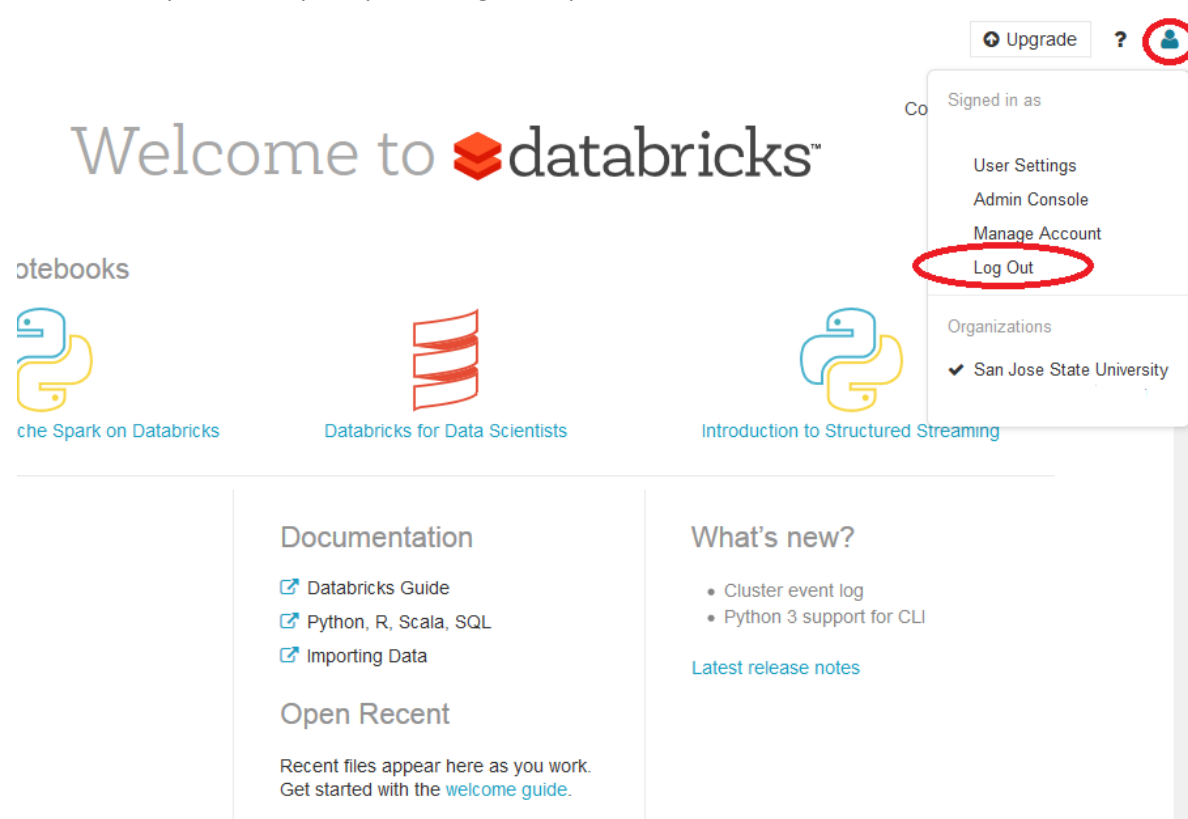 Upgrade ?
Signed in as
Co
Welcome to databricks™
User Settings
Admin Console
Manage Account
Log Out
otebooks
Organizations
San Jose State University
che Spark on Databricks
Databricks for Data Scientists
Introduction to Structured Streaming
Documentation
Databricks Guide
Python, R, Scala, SQL
Importing Data
Open Recent
Recent files appear here as you work.
Get started with the welcome guide.
What's new?
• Cluster event log
• Python 3 support for CLI
Latest release notes